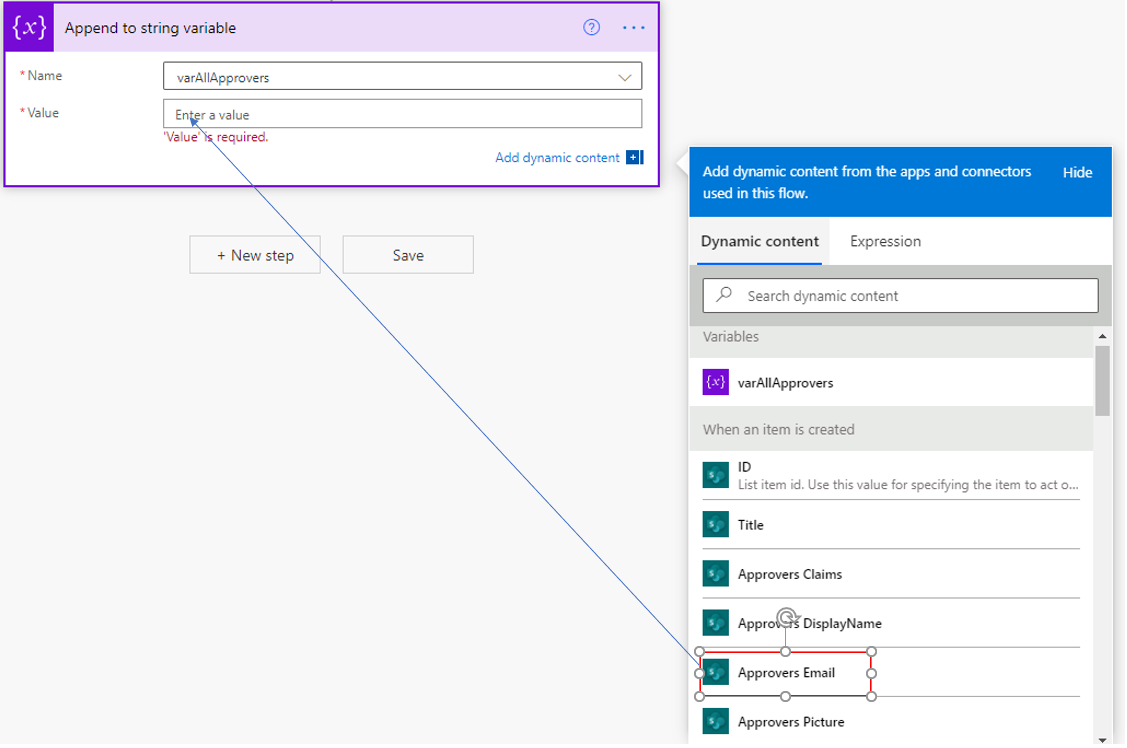 {x} Append to string variable ? ...
* Name varAllApprovers
* Value Enter a value
'Value' is required.
Add dynamic content
+ New step Save
Add dynamic content from the apps and connectors
used in this flow.
Hide
Dynamic content Expression
Search dynamic content
Variables
{x} varAllApprovers
When an item is created
ID
List item id. Use this value for specifying the item to act o...
Title
Approvers Claims
Approvers DisplayName
Approvers Email
Approvers Picture